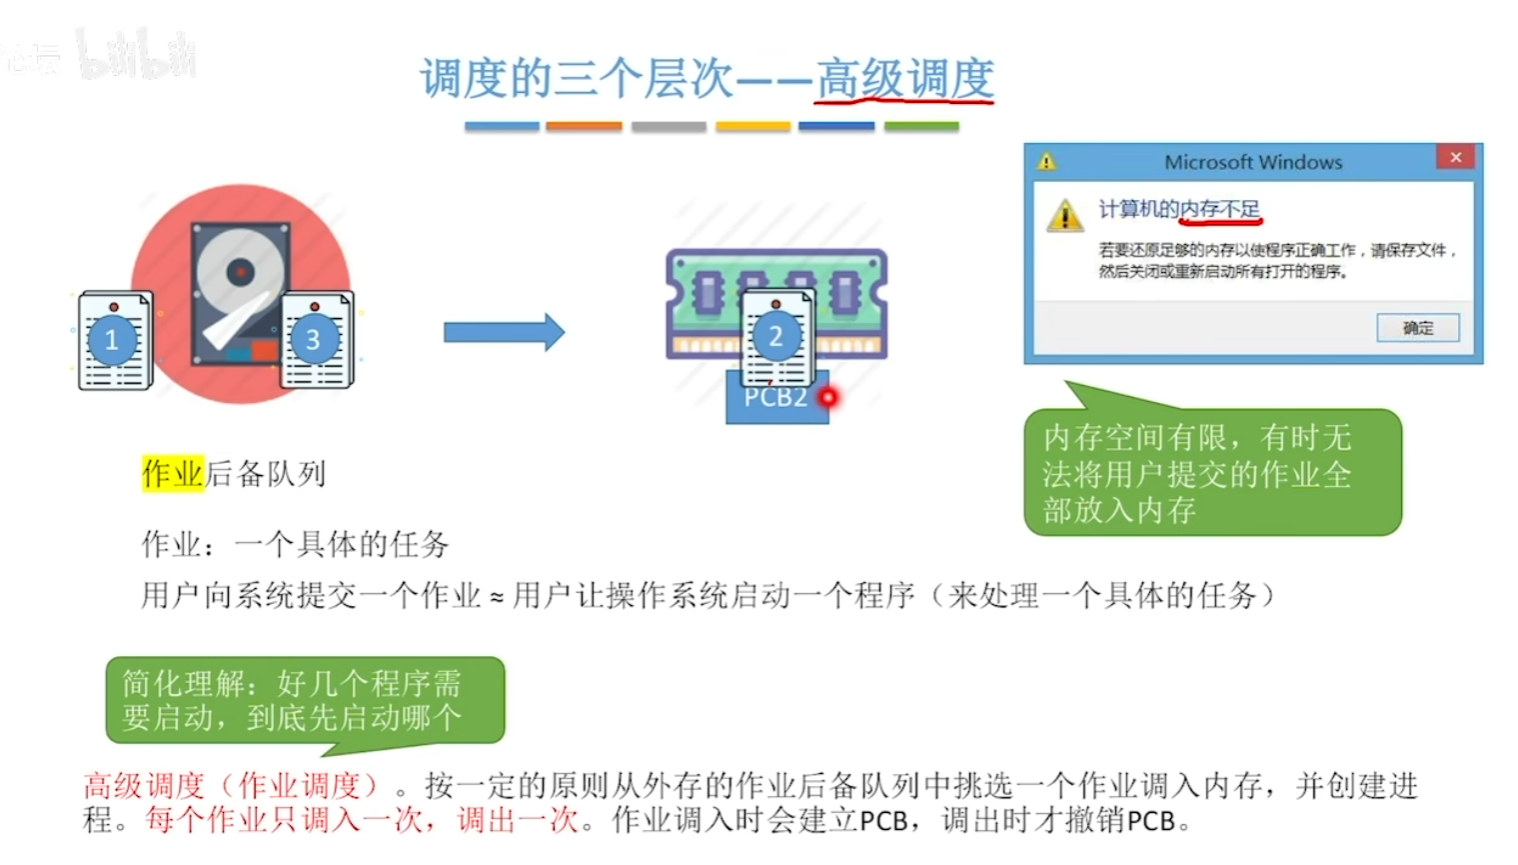 论坛 bilibili
调度的三个层次——高级调度
Microsoft Windows
计算机的内存不足
若要还原足够的内存以使程序正确工作，请保存文件，
然后关闭或重新启动所有打开的程序。
确定
1
3
2
PCB2
内存空间有限，有时无
法将用户提交的作业全
部放入内存
作业后备队列
作业：一个具体的任务
用户向系统提交一个作业 ≈ 用户让操作系统启动一个程序（来处理一个具体的任务）
简化理解：好几个程序需
要启动，到底先启动哪个
高级调度（作业调度）。按一定的原则从外存的作业后备队列中挑选一个作业调入内存，并创建进
程。每个作业只调入一次，调出一次。作业调入时会建立PCB，调出时才撤销PCB。